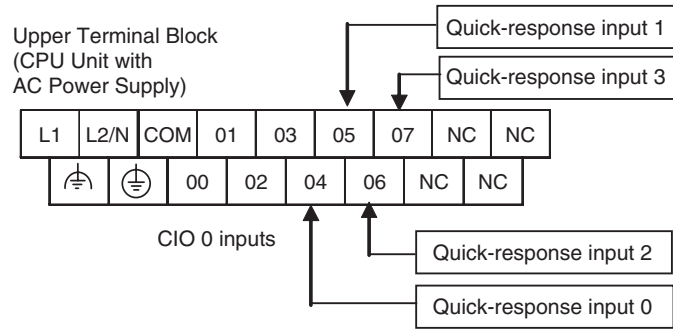 Upper Terminal Block
(CPU Unit with
AC Power Supply)
Quick-response input 1
Quick-response input 3
L1 L2/N COM 01 03 05 07 NC NC
00 02 04 06 NC NC
CIO 0 inputs
Quick-response input 2
Quick-response input 0